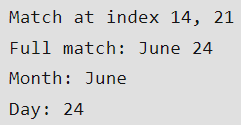 Match at index 14, 21
Full match: June 24
Month: June
Day: 24